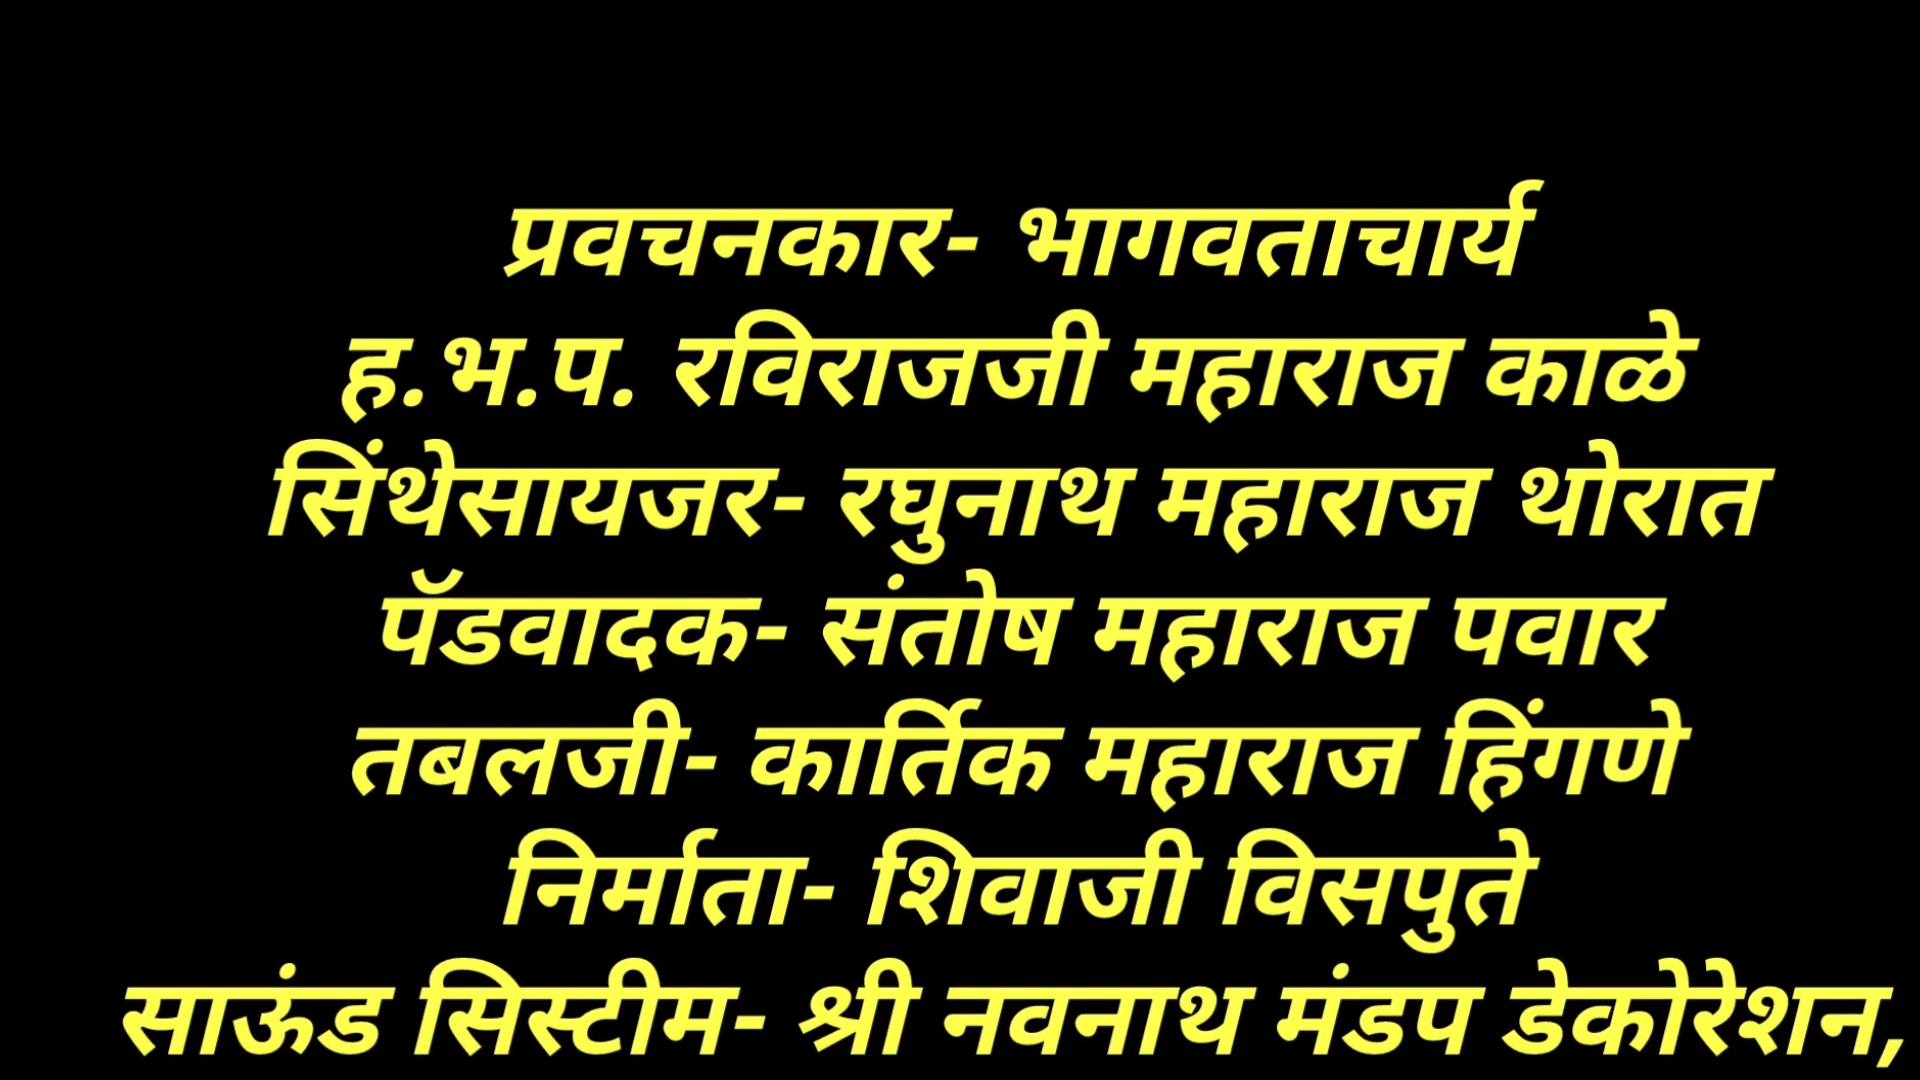 प्रवचनकार- भागवताचार्य
ह.भ.प. रविराजजी महाराज काळे
सिंथेसायजर- रघुनाथ महाराज थोरात
पॅडवादक- संतोष महाराज पवार
तबलजी- कार्तिक महाराज हिंगणे
निर्माता- शिवाजी विसपुते
साऊंड सिस्टीम- श्री नवनाथ मंडप डेकोरेशन,